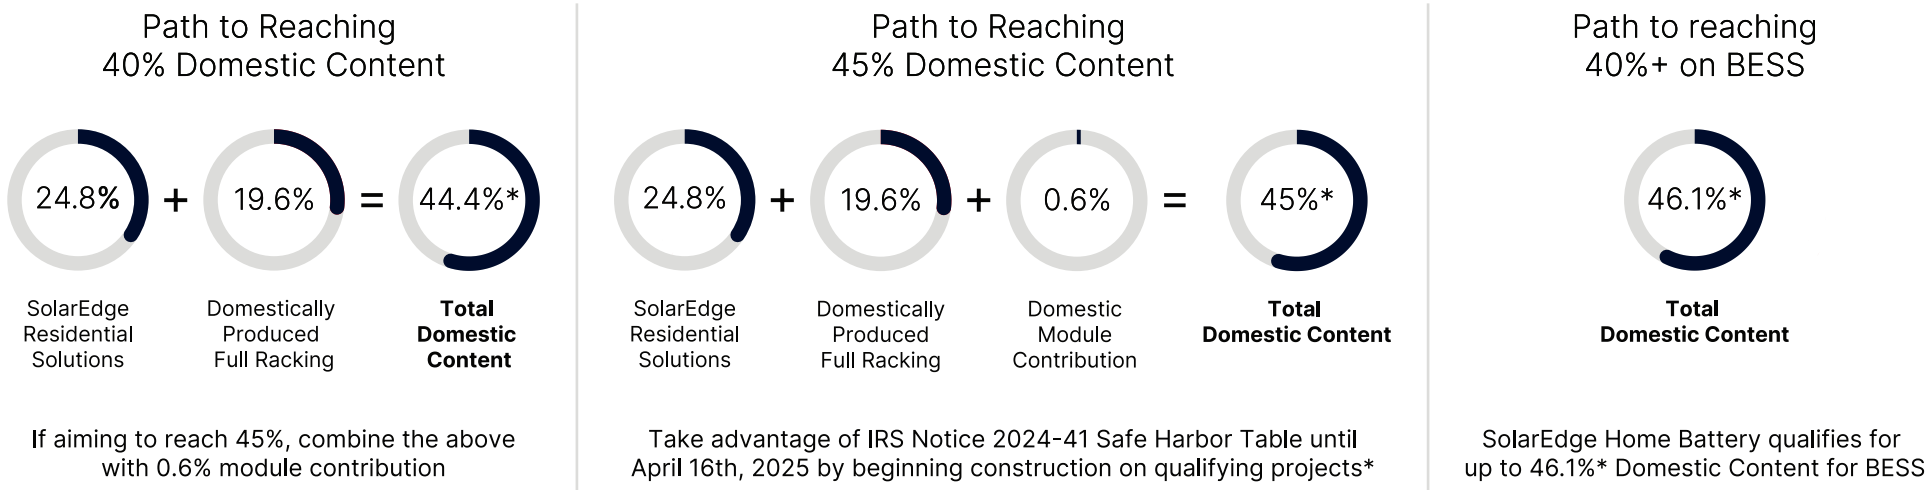 Path to Reaching
40% Domestic Content
24.8%
+
19.6%
=
44.4%*
SolarEdge
Residential
Solutions
Domestically
Produced
Full Racking
Total
Domestic
Content
If aiming to reach 45%, combine the above
with 0.6% module contribution
Path to Reaching
45% Domestic Content
24.8%
+
19.6%
+
0.6%
=
45%*
SolarEdge
Residential
Solutions
Domestically
Produced
Full Racking
Domestic
Module
Contribution
Total
Domestic Content
Take advantage of IRS Notice 2024-41 Safe Harbor Table until
April 16th, 2025 by beginning construction on qualifying projects*
Path to reaching
40%+ on BESS
46.1%*
Total
Domestic Content
SolarEdge Home Battery qualifies for
up to 46.1%* Domestic Content for BESS